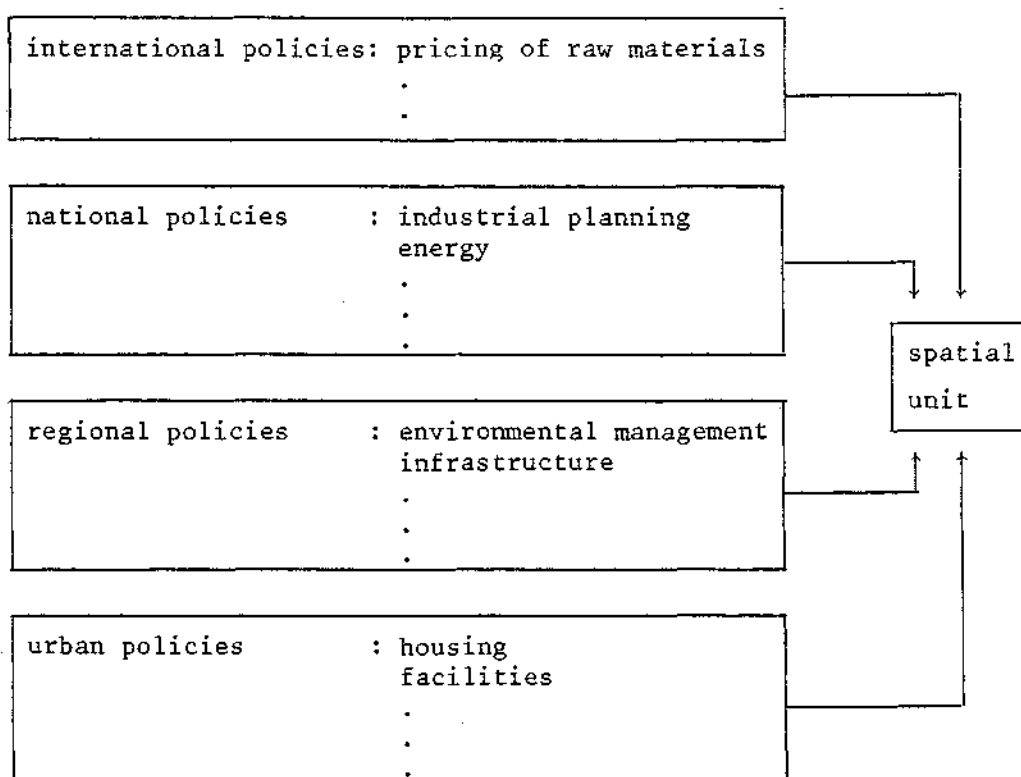 international policies: pricing of raw materials
.
.
national policies : industrial planning
energy
.
.
.
spatial
unit
regional policies : environmental management
infrastructure
.
.
.
urban policies : housing
facilities
.
.
.